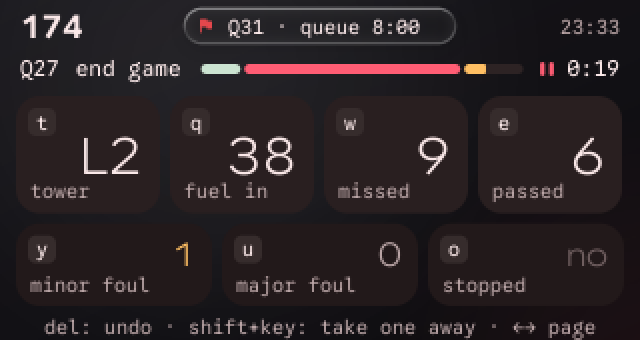 174 Q31 · queue 8:00 23:33
Q27 end game 0:19
t q w e
L2 38 9 6
tower fuel in missed passed
y 1 u 0 o no
minor foul major foul stopped
del: undo · shift+key: take one away · ↔ page